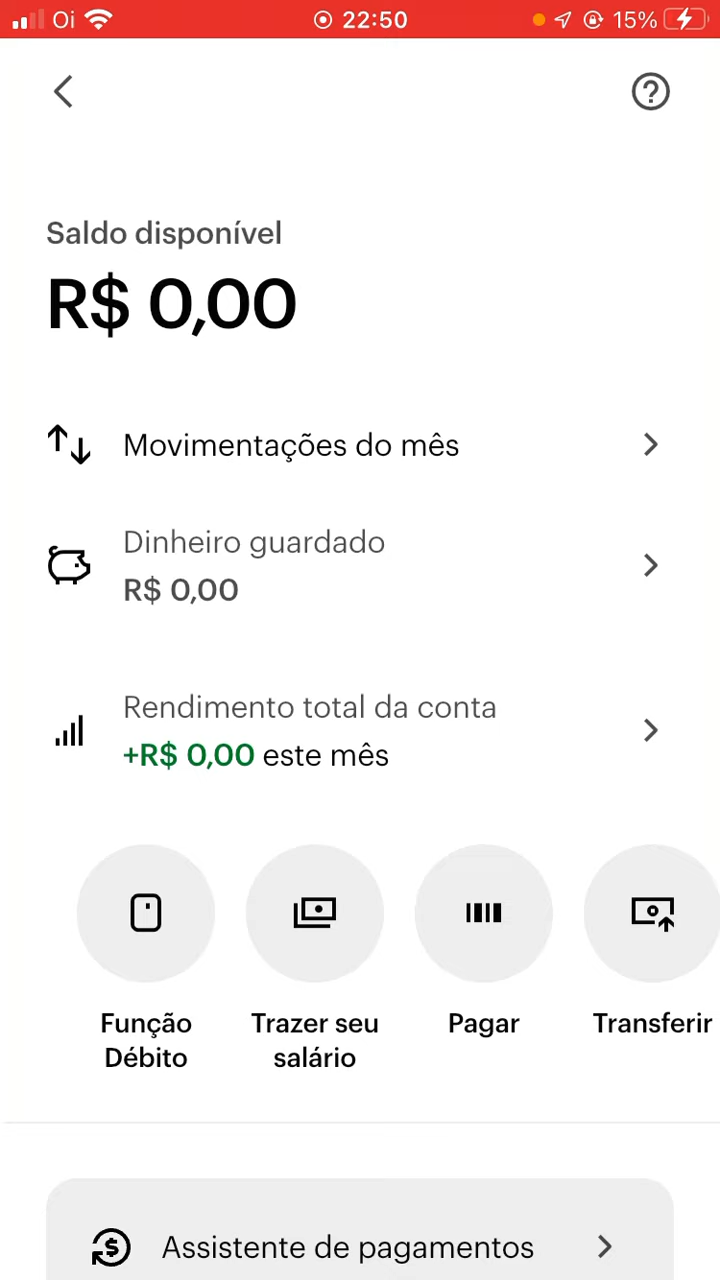 Oi 22:50 15%
Saldo disponível
R$ 0,00
Movimentações do mês
Dinheiro guardado
R$ 0,00
Rendimento total da conta
+R$ 0,00 este mês
Função Débito
Trazer seu salário
Pagar
Transferir
Assistente de pagamentos